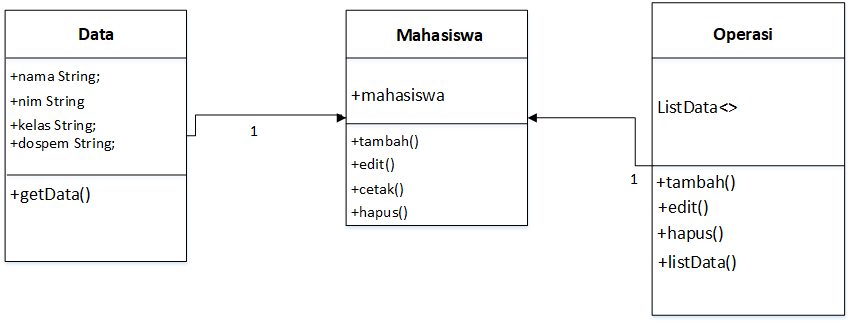 Data
+nama String;
+nim String
+kelas String;
+dospem String;
+getData()
1
Mahasiswa
+mahasiswa
+tambah()
+edit()
+cetak()
+hapus()
1
Operasi
ListData<>
+tambah()
+edit()
+hapus()
+listData()